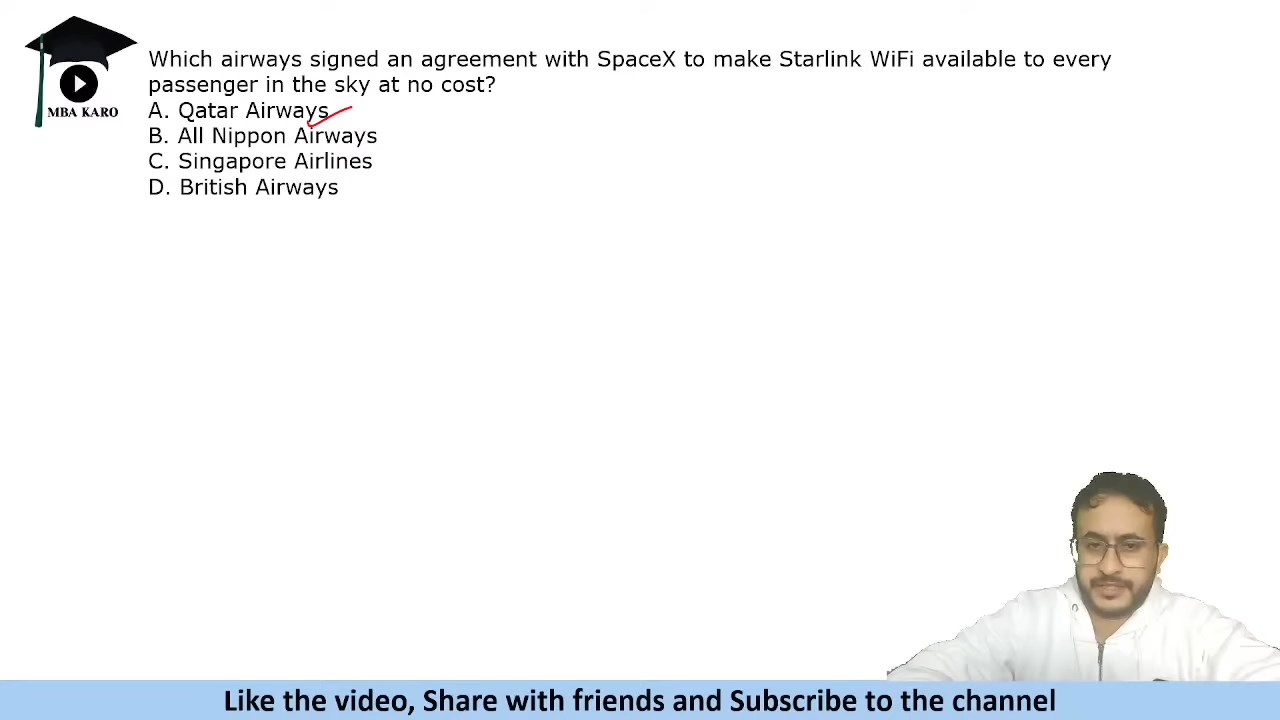 MBA KARO
Which airways signed an agreement with SpaceX to make Starlink WiFi available to every
passenger in the sky at no cost?
A. Qatar Airways
B. All Nippon Airways
C. Singapore Airlines
D. British Airways
Like the video, Share with friends and Subscribe to the channel